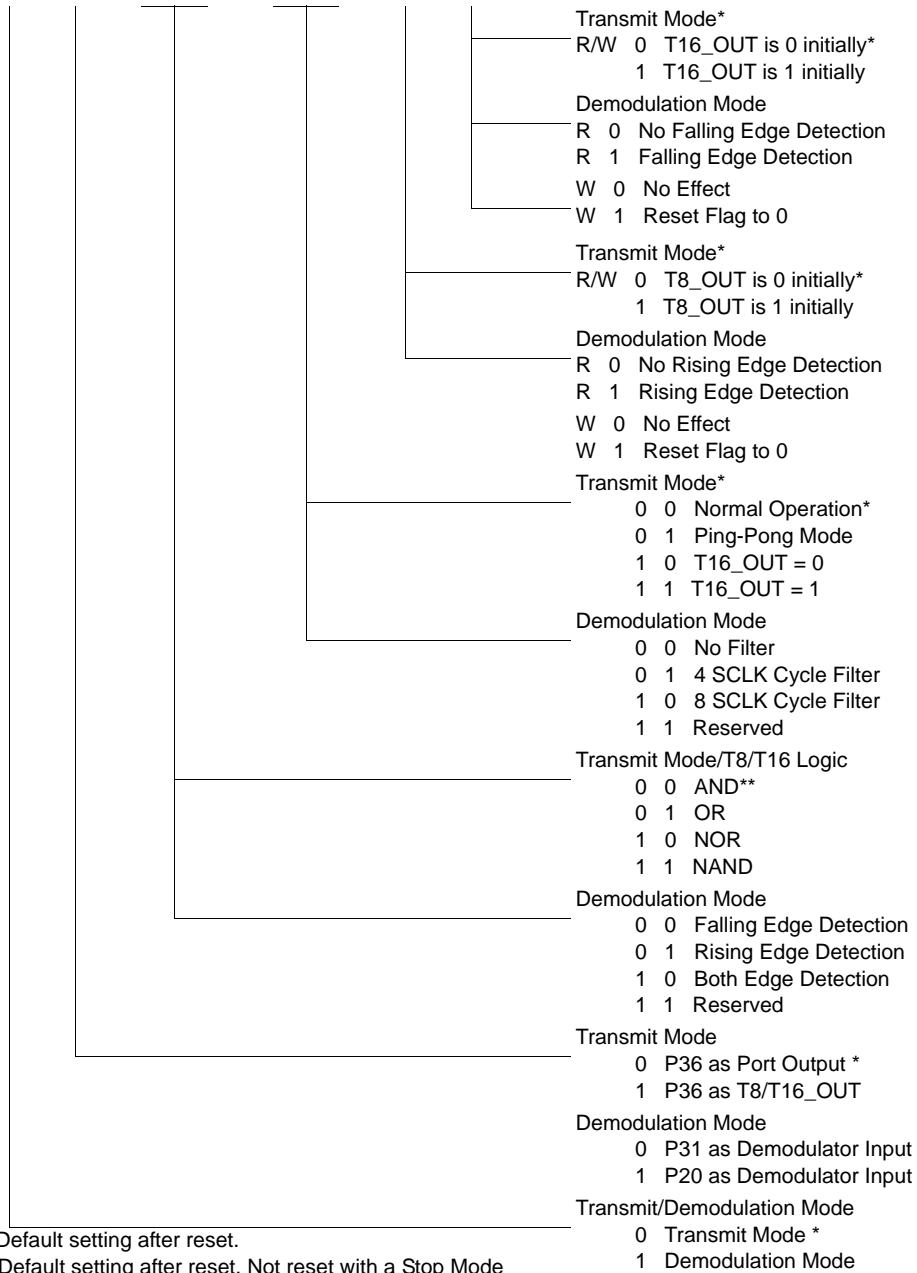 Transmit Mode*
R/W 0 T16_OUT is 0 initially*
1 T16_OUT is 1 initially
Demodulation Mode
R 0 No Falling Edge Detection
R 1 Falling Edge Detection
W 0 No Effect
W 1 Reset Flag to 0
Transmit Mode*
R/W 0 T8_OUT is 0 initially*
1 T8_OUT is 1 initially
Demodulation Mode
R 0 No Rising Edge Detection
R 1 Rising Edge Detection
W 0 No Effect
W 1 Reset Flag to 0
Transmit Mode*
0 0 Normal Operation*
0 1 Ping-Pong Mode
1 0 T16_OUT = 0
1 1 T16_OUT = 1
Demodulation Mode
0 0 No Filter
0 1 4 SCLK Cycle Filter
1 0 8 SCLK Cycle Filter
1 1 Reserved
Transmit Mode/T8/T16 Logic
0 0 AND**
0 1 OR
1 0 NOR
1 1 NAND
Demodulation Mode
0 0 Falling Edge Detection
0 1 Rising Edge Detection
1 0 Both Edge Detection
1 1 Reserved
Transmit Mode
0 P36 as Port Output *
1 P36 as T8/T16_OUT
Demodulation Mode
0 P31 as Demodulator Input
1 P20 as Demodulator Input
Transmit/Demodulation Mode
0 Transmit Mode *
1 Demodulation Mode
Default setting after reset.
Default setting after reset. Not reset with a Stop Mode